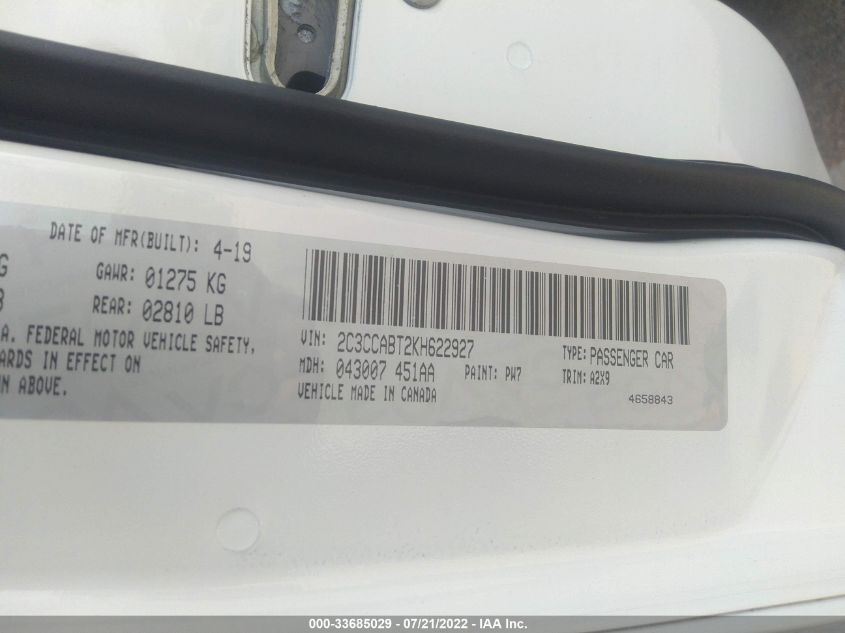 DATE OF MFR(BUILT): 4-19
G GAWR: 01275 KG
B REAR: 02810 LB
A. FEDERAL MOTOR VEHICLE SAFETY,
ARDS IN EFFECT ON
N ABOVE.
VIN: 2C3CCABT2KH622927 TYPE: PASSENGER CAR
MDH: 043007 451AA PAINT: PW7 TRIM: A2X9
VEHICLE MADE IN CANADA 4658843
000-33685029 - 07/21/2022 - IAA Inc.